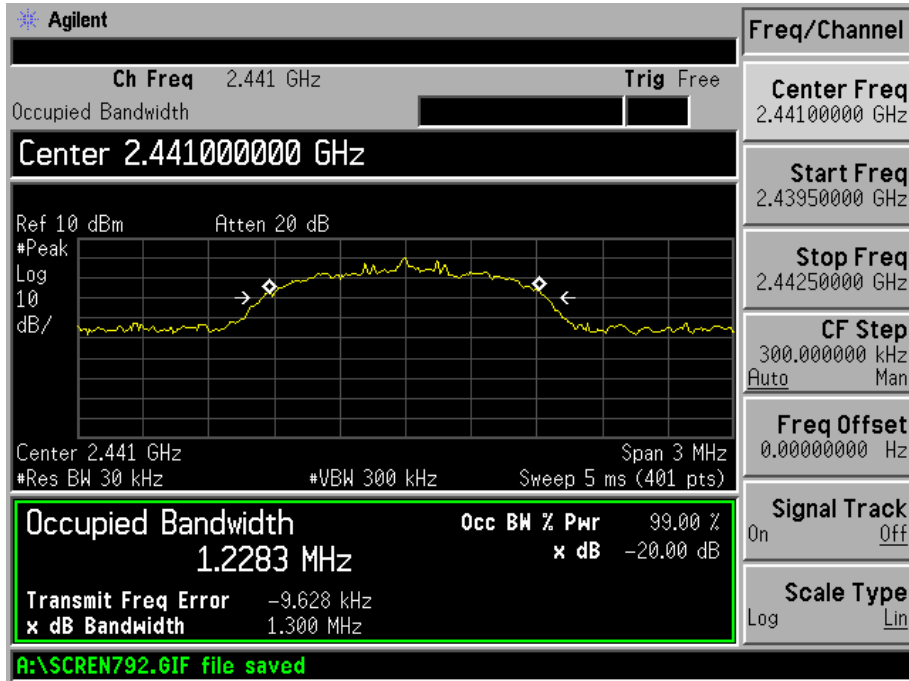 Agilent
Freq/Channel
Ch Freq 2.441 GHz Trig Free
Occupied Bandwidth
Center 2.441000000 GHz
Ref 10 dBm Atten 20 dB
#Peak
Log
10
dB/
Center 2.441 GHz Span 3 MHz
#Res BW 30 kHz #VBW 300 kHz Sweep 5 ms (401 pts)
Occupied Bandwidth
1.2283 MHz
Occ BW % Pwr 99.00 %
x dB -20.00 dB
Transmit Freq Error -9.628 kHz
x dB Bandwidth 1.300 MHz
A:\SCREN792.GIF file saved
Center Freq
2.44100000 GHz
Start Freq
2.43950000 GHz
Stop Freq
2.44250000 GHz
CF Step
300.000000 kHz
Auto Man
Freq Offset
0.00000000 Hz
Signal Track
On Off
Scale Type
Log Lin